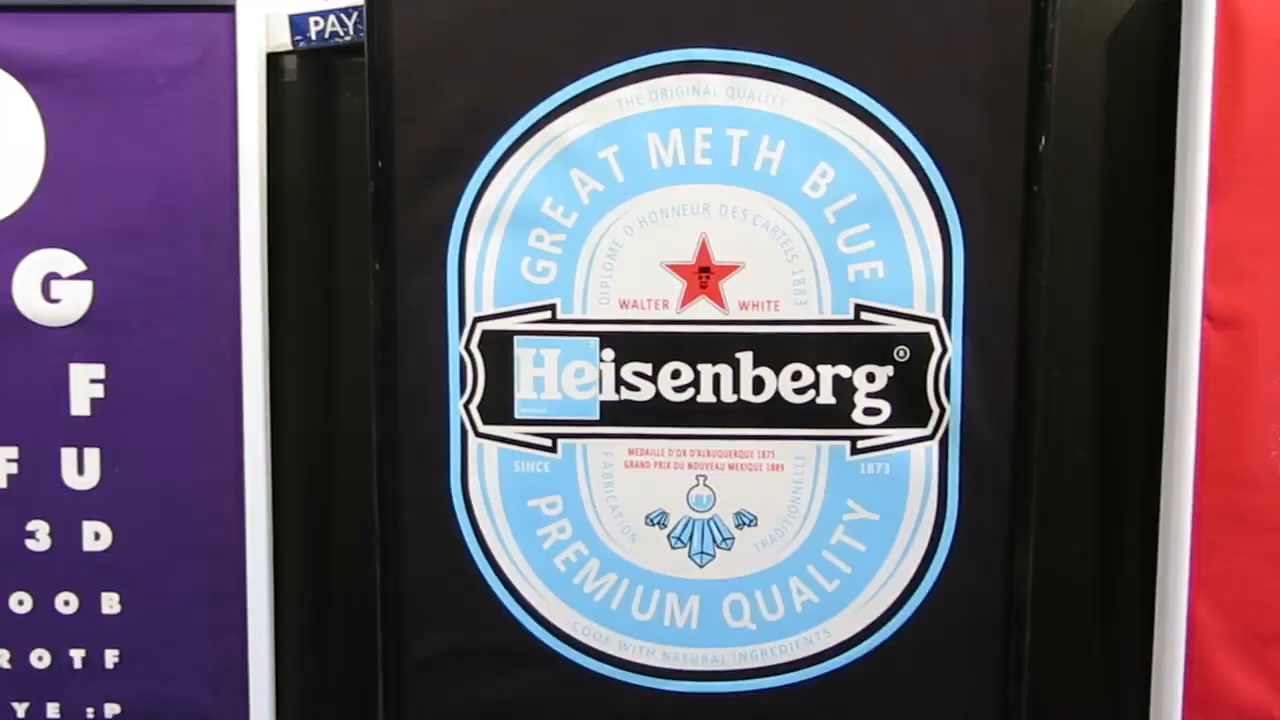 PAY
G
F
F U
3 D
O O B
R O T F
Y E : P
THE ORIGINAL QUALITY
GREAT METH BLUE
DIPLOME D'HONNEUR DES CARTELS 1883
WALTER WHITE
Heisenberg®
SINCE 1873
MEDAILLE D'OR D'ALBUQUERQUE 1875
GRAND PRIX DU NOUVEAU MEXIQUE 1889
FABRICATION TRADITIONNELLE
PREMIUM QUALITY
COOK WITH NATURAL INGREDIENTS